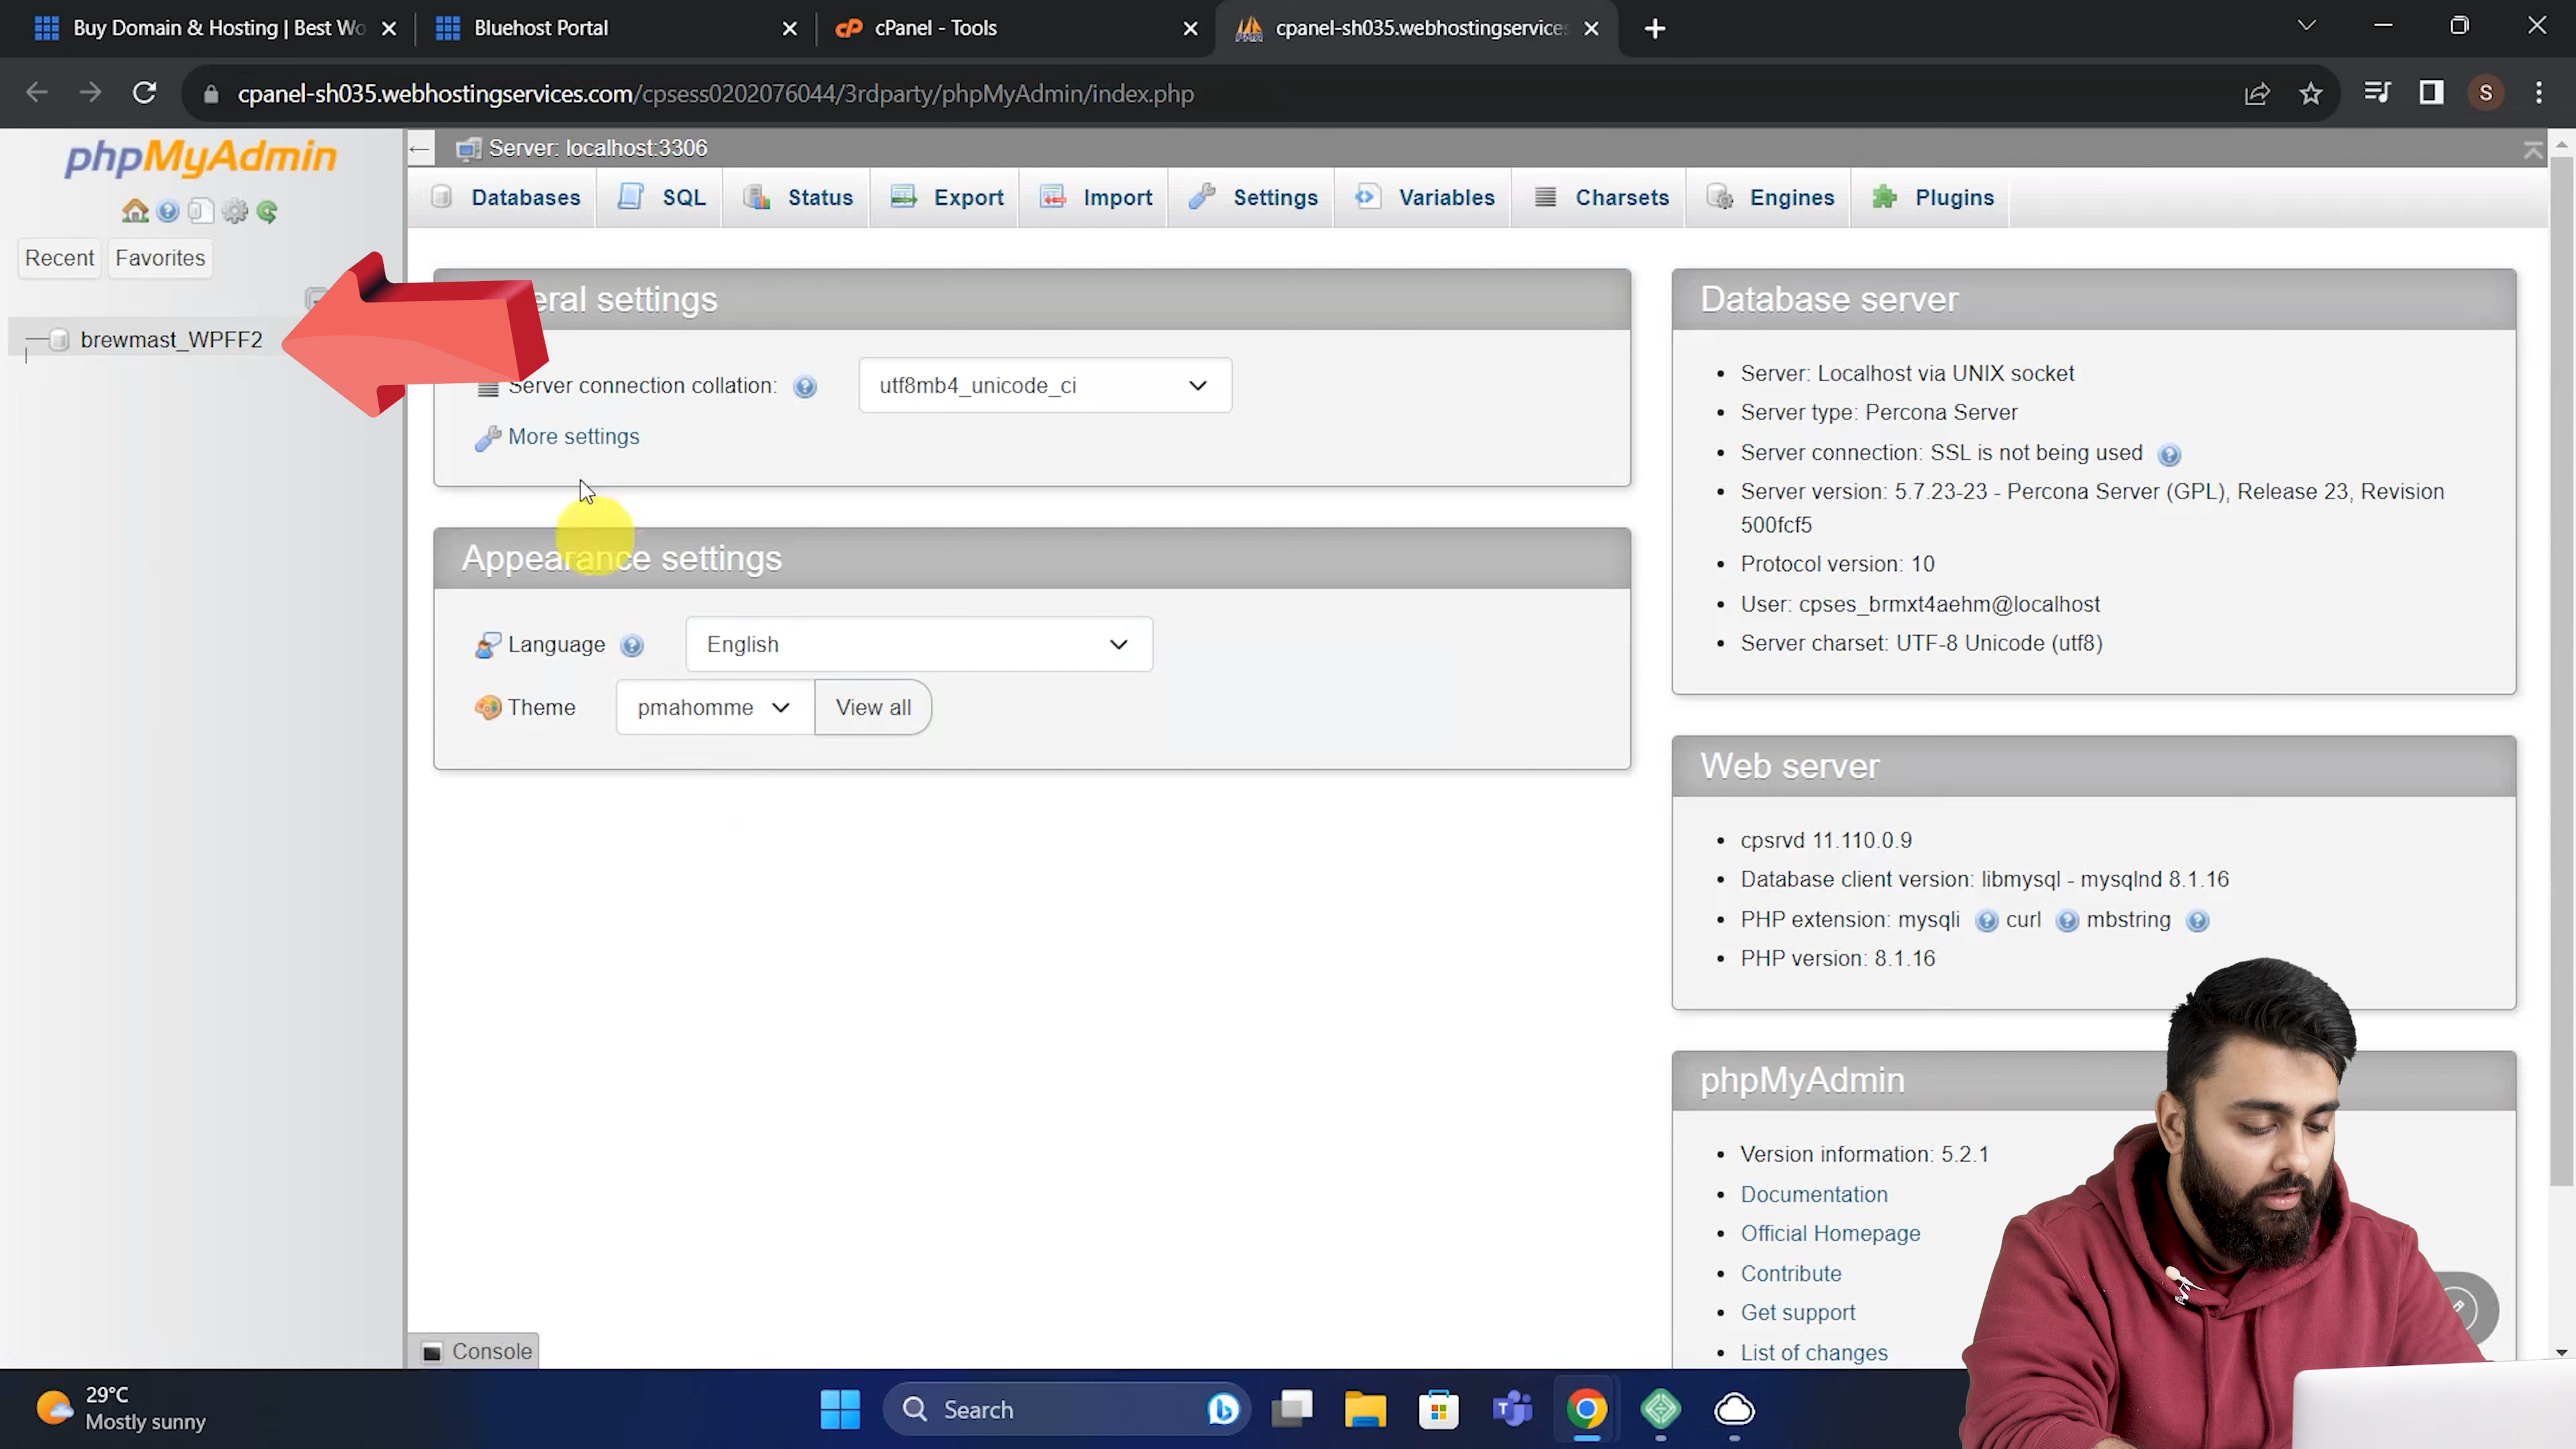 Buy Domain & Hosting | Best Wo
Bluehost Portal
cPanel - Tools
cpanel-sh035.webhostingservices
cpanel-sh035.webhostingservices.com/cpsess0202076044/3rdparty/phpMyAdmin/index.php
S
phpMyAdmin
Recent
Favorites
brewmast_WPFF2
Server: localhost:3306
Databases
SQL
Status
Export
Import
Settings
Variables
Charsets
Engines
Plugins
eral settings
Server connection collation:
utf8mb4_unicode_ci
More settings
Appearance settings
Language
English
Theme
pmahomme
View all
Database server
• Server: Localhost via UNIX socket
• Server type: Percona Server
• Server connection: SSL is not being used
• Server version: 5.7.23-23 - Percona Server (GPL), Release 23, Revision
500fcf5
• Protocol version: 10
• User: cpses_brmxt4aehm@localhost
• Server charset: UTF-8 Unicode (utf8)
Web server
• cpsrvd 11.110.0.9
• Database client version: libmysql - mysqlnd 8.1.16
• PHP extension: mysqli curl mbstring
• PHP version: 8.1.16
phpMyAdmin
• Version information: 5.2.1
• Documentation
• Official Homepage
• Contribute
• Get support
• List of changes
Console
29°C
Mostly sunny
Search